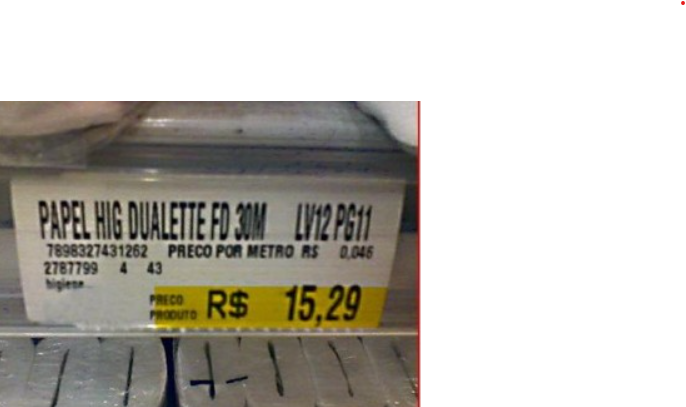 PAPEL HIG DUALETTE FD 30M LV12 PG11
7898327431262 PRECO POR METRO R$ 0,046
2787799 4 43
higiene
PRECO
PRODUTO R$ 15,29